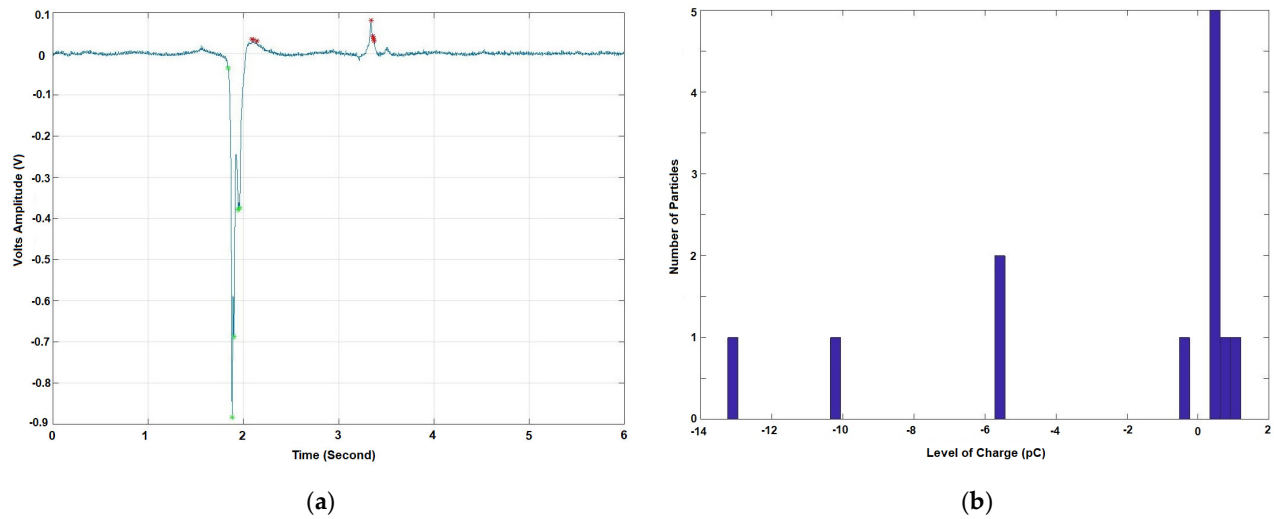 0.1
0
-0.1
-0.2
-0.3
-0.4
-0.5
-0.6
-0.7
-0.8
-0.9
Volts Amplitude (V)
0 1 2 3 4 5 6
Time (Second)
(a)
5
4
3
2
1
0
Number of Particles
-14 -12 -10 -8 -6 -4 -2 0 2
Level of Charge (pC)
(b)